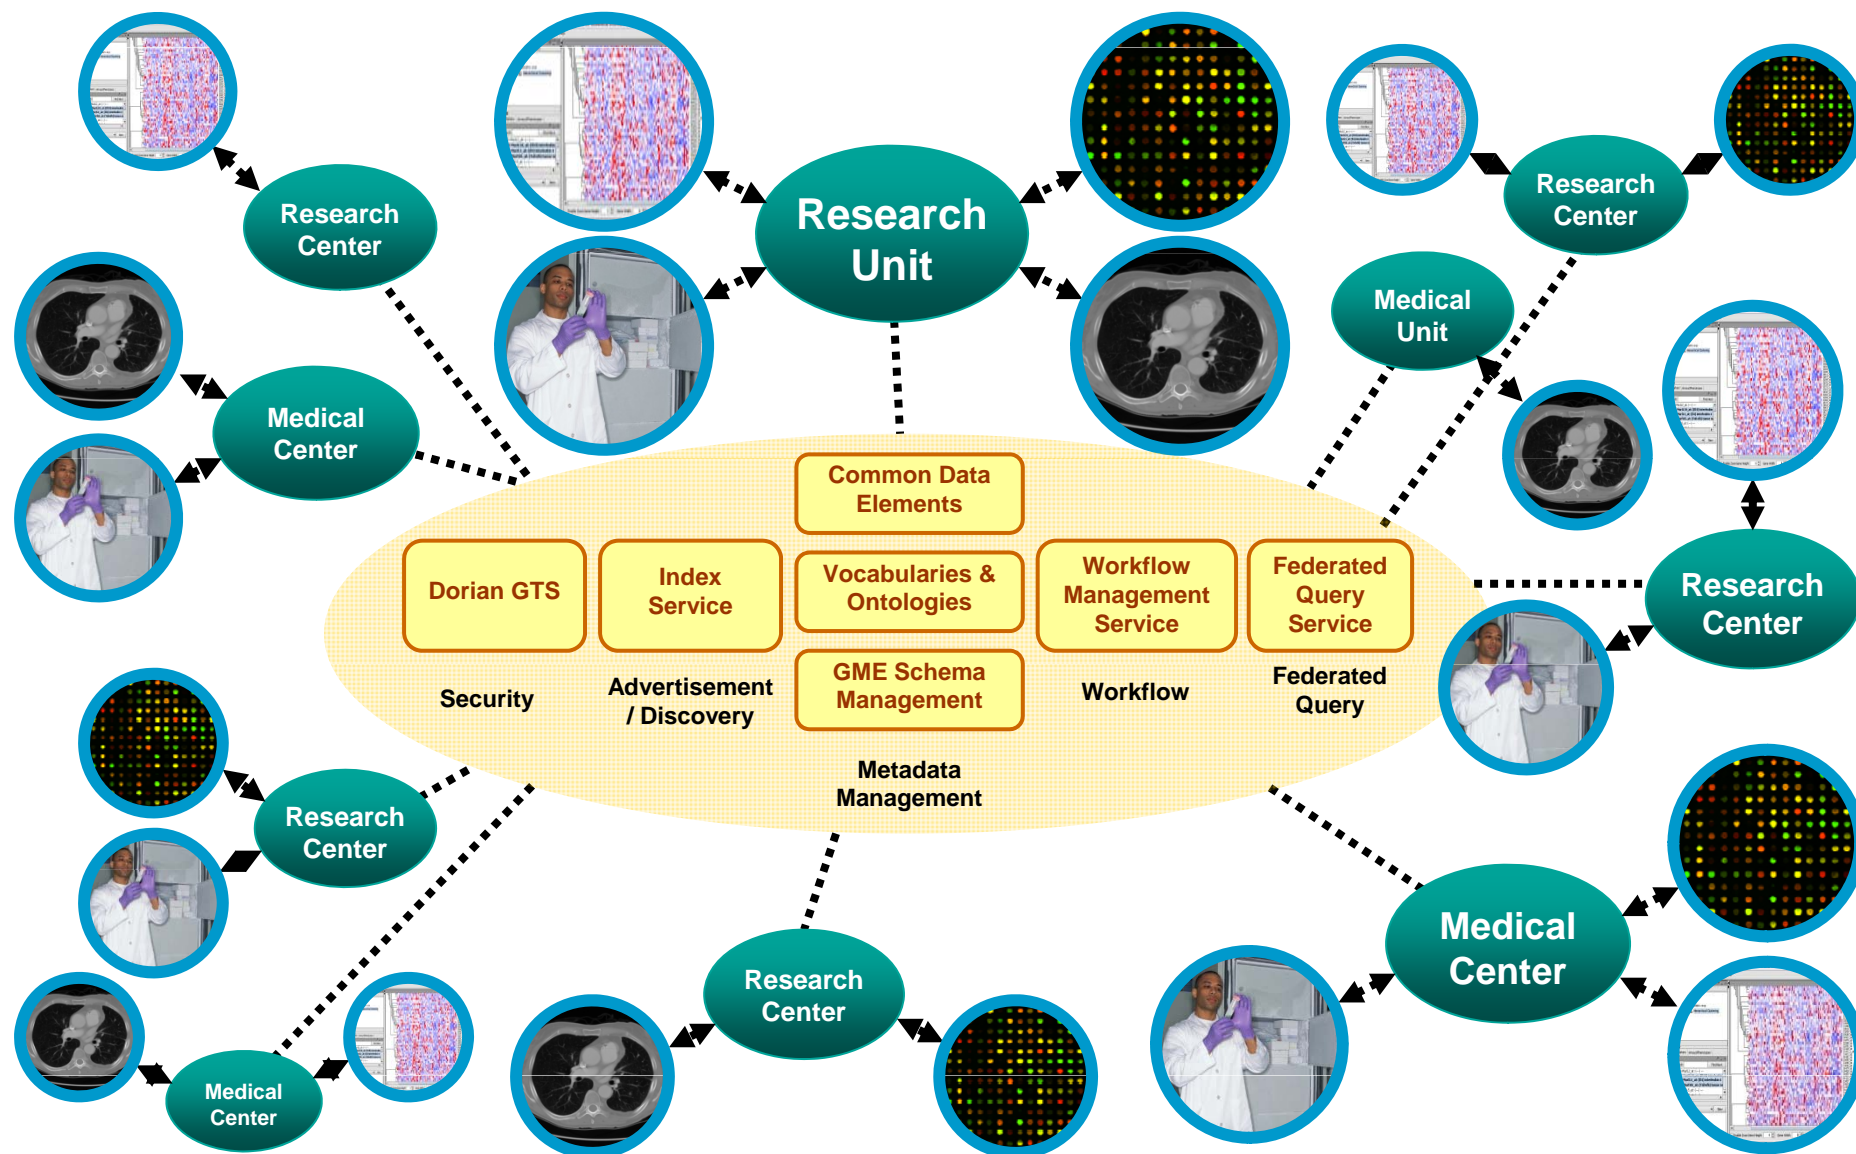 Research
Center
Research
Unit
Research
Center
Medical
Unit
Medical
Center
Common Data
Elements
Dorian GTS
Index
Service
Vocabularies &
Ontologies
Workflow
Management
Service
Federated
Query
Service
Research
Center
GME Schema
Management
Security
Advertisement
/ Discovery
Workflow
Federated
Query
Metadata
Management
Research
Center
Medical
Center
Research
Center
Medical
Center